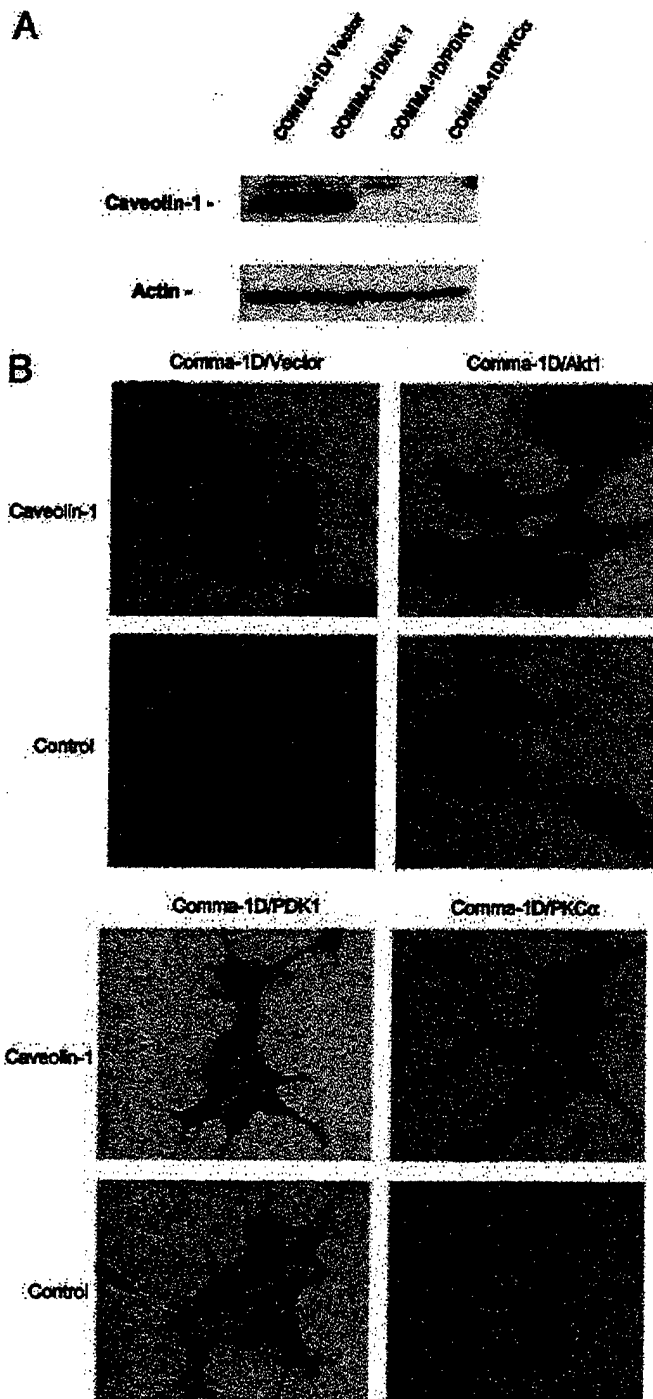 A
COMMA-1D/ Vector
COMMA-1D/Akt-1
COMMA-1D/PDK1
COMMA-1D/PKCα
Caveolin-1 -
Actin -
B
Comma-1D/Vector
Comma-1D/Akt1
Caveolin-1
Control
Comma-1D/PDK1
Comma-1D/PKCα
Caveolin-1
Control